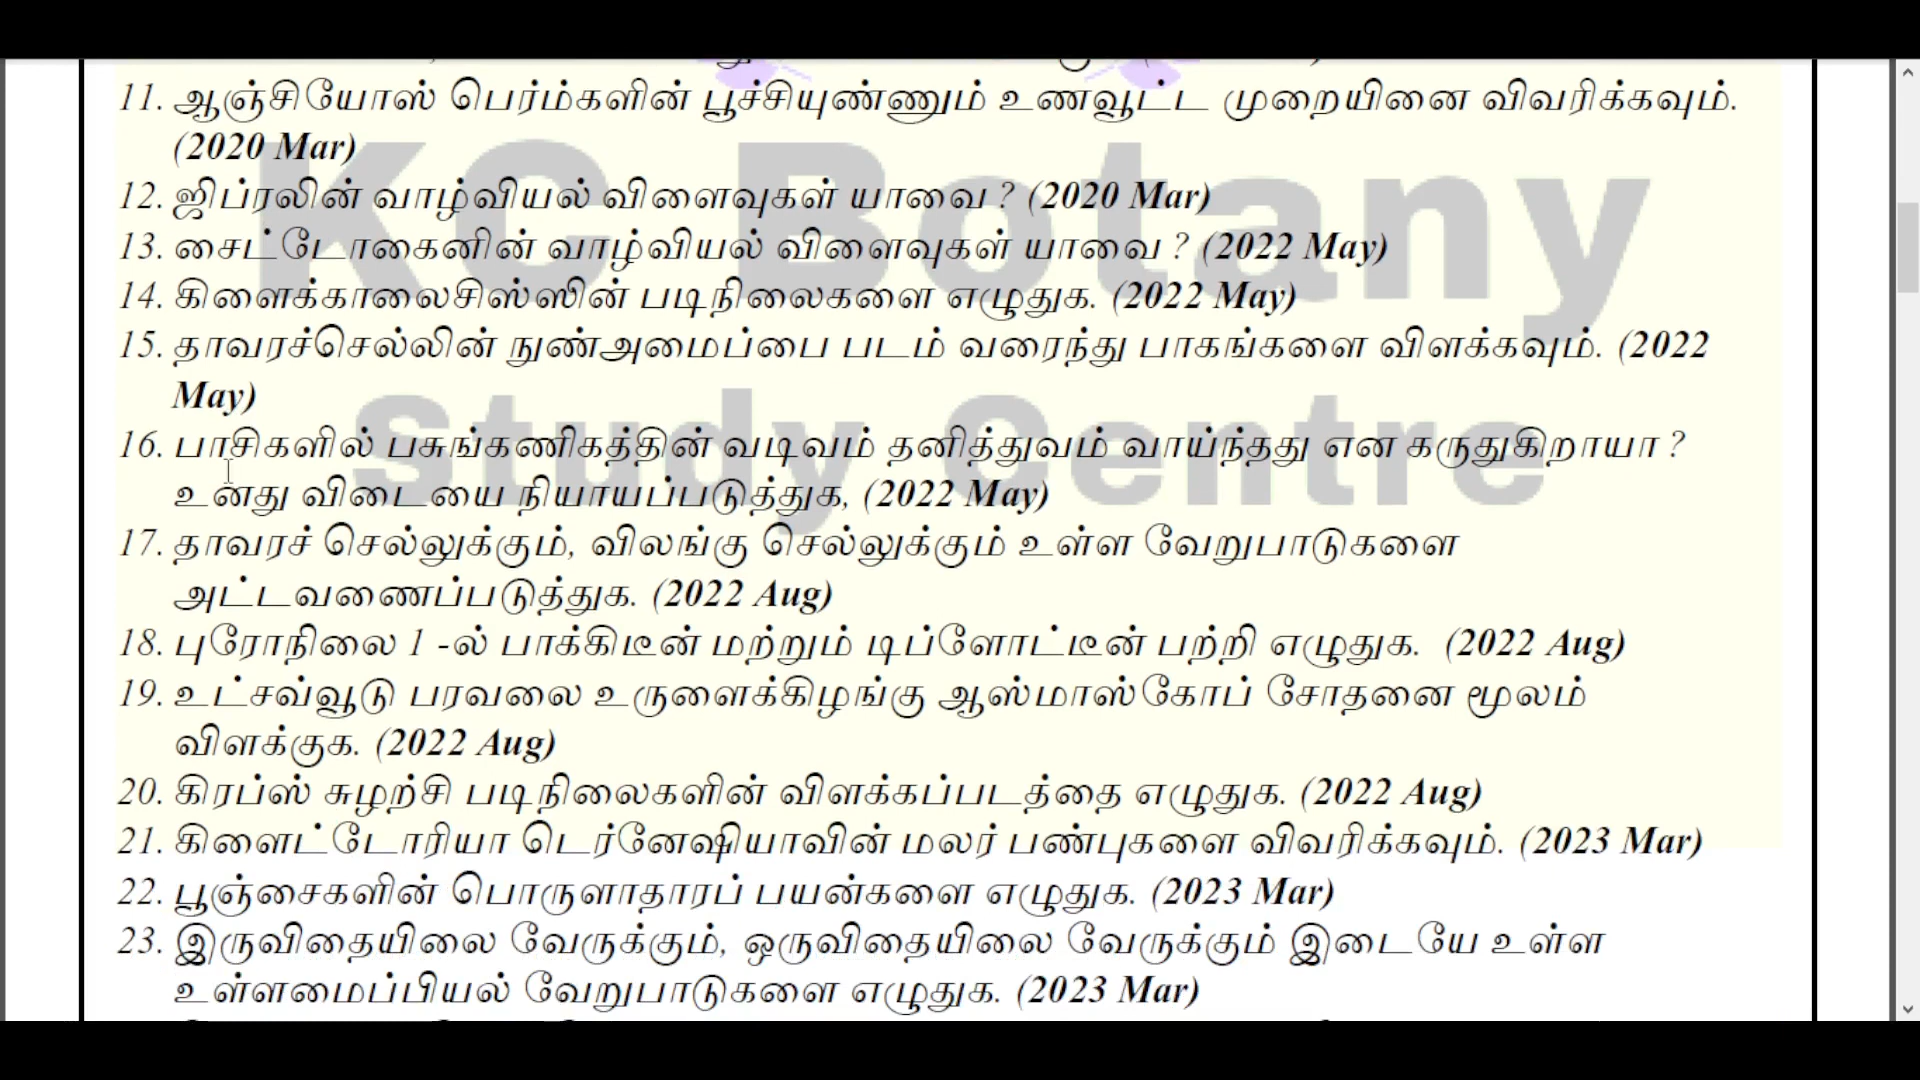 11. ஆஞ்சியோஸ் பெர்ம்களின் பூச்சியுண்ணும் உணவூட்ட முறையினை விவரிக்கவும்.
(2020 Mar)
12. ஜிப்ரலின் வாழ்வியல் விளைவுகள் யாவை ? (2020 Mar)
13. சைட்டோகைனின் வாழ்வியல் விளைவுகள் யாவை ? (2022 May)
14. கிளைக்காலைசிஸ்ஸின் படிநிலைகளை எழுதுக. (2022 May)
15. தாவரச்செல்லின் நுண்அமைப்பை படம் வரைந்து பாகங்களை விளக்கவும். (2022
May)
16. பாசிகளில் பசுங்கணிகத்தின் வடிவம் தனித்துவம் வாய்ந்தது என கருதுகிறாயா ?
உனது விடையை நியாயப்படுத்துக, (2022 May)
17. தாவரச் செல்லுக்கும், விலங்கு செல்லுக்கும் உள்ள வேறுபாடுகளை
அட்டவணைப்படுத்துக. (2022 Aug)
18. புரோநிலை 1 -ல் பாக்கிடீன் மற்றும் டிப்ளோட்டீன் பற்றி எழுதுக. (2022 Aug)
19. உட்சவ்வூடு பரவலை உருளைக்கிழங்கு ஆஸ்மாஸ்கோப் சோதனை மூலம்
விளக்குக. (2022 Aug)
20. கிரப்ஸ் சுழற்சி படிநிலைகளின் விளக்கப்படத்தை எழுதுக. (2022 Aug)
21. கிளைட்டோரியா டெர்னேஷியாவின் மலர் பண்புகளை விவரிக்கவும். (2023 Mar)
22. பூஞ்சைகளின் பொருளாதாரப் பயன்களை எழுதுக. (2023 Mar)
23. இருவிதையிலை வேருக்கும், ஒருவிதையிலை வேருக்கும் இடையே உள்ள
உள்ளமைப்பியல் வேறுபாடுகளை எழுதுக. (2023 Mar)
KC Botany
Study Centre